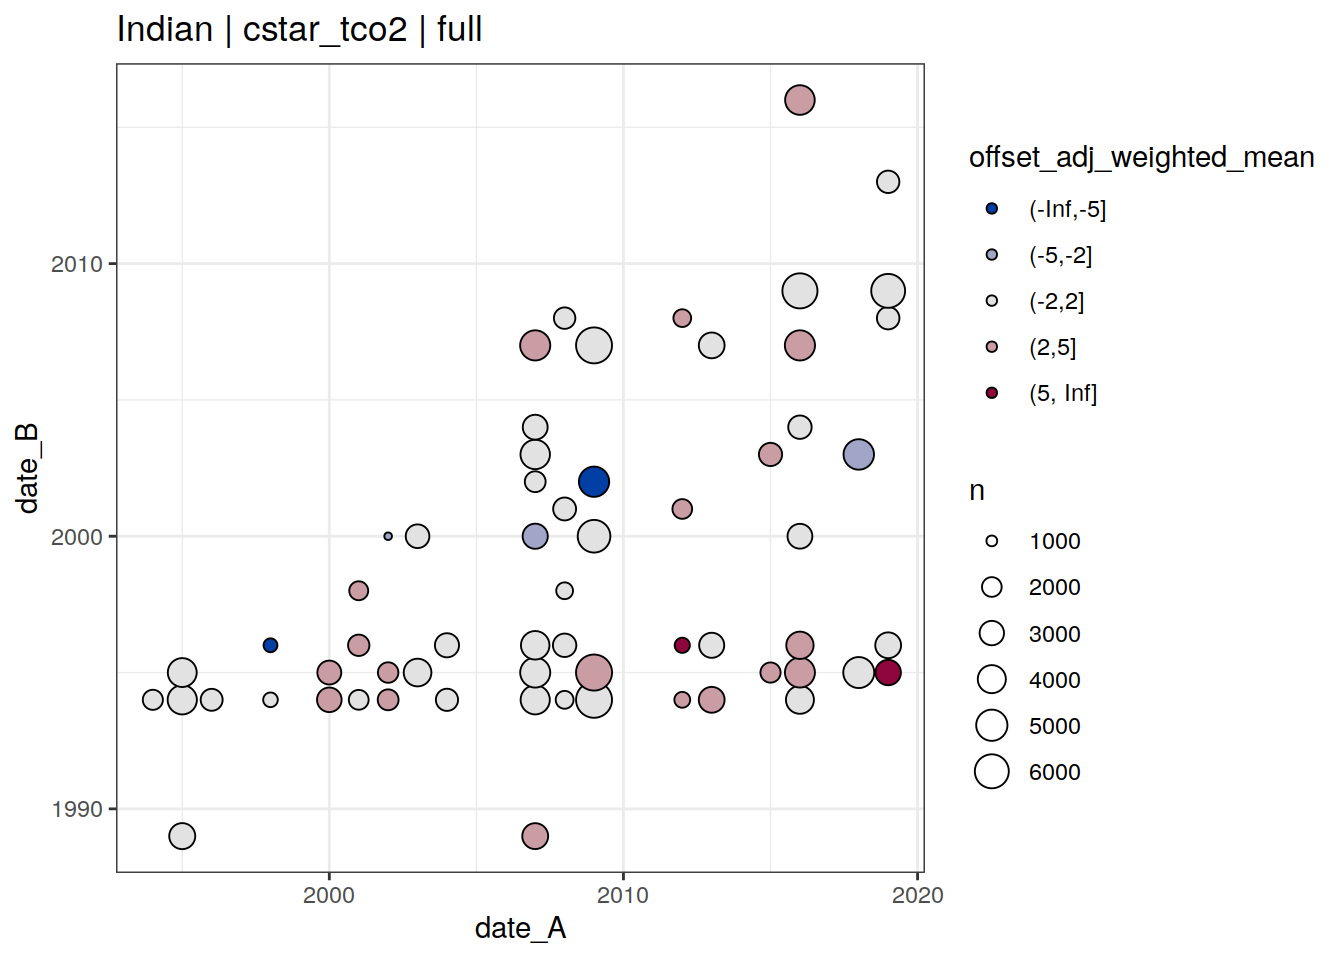 Indian | cstar_tco2 | full
offset_adj_weighted_mean
(-Inf,-5]
(-5,-2]
(-2,2]
(2,5]
(5, Inf]
n
1000
2000
3000
4000
5000
6000
date_B
2010
2000
1990
2000
2010
2020
date_A